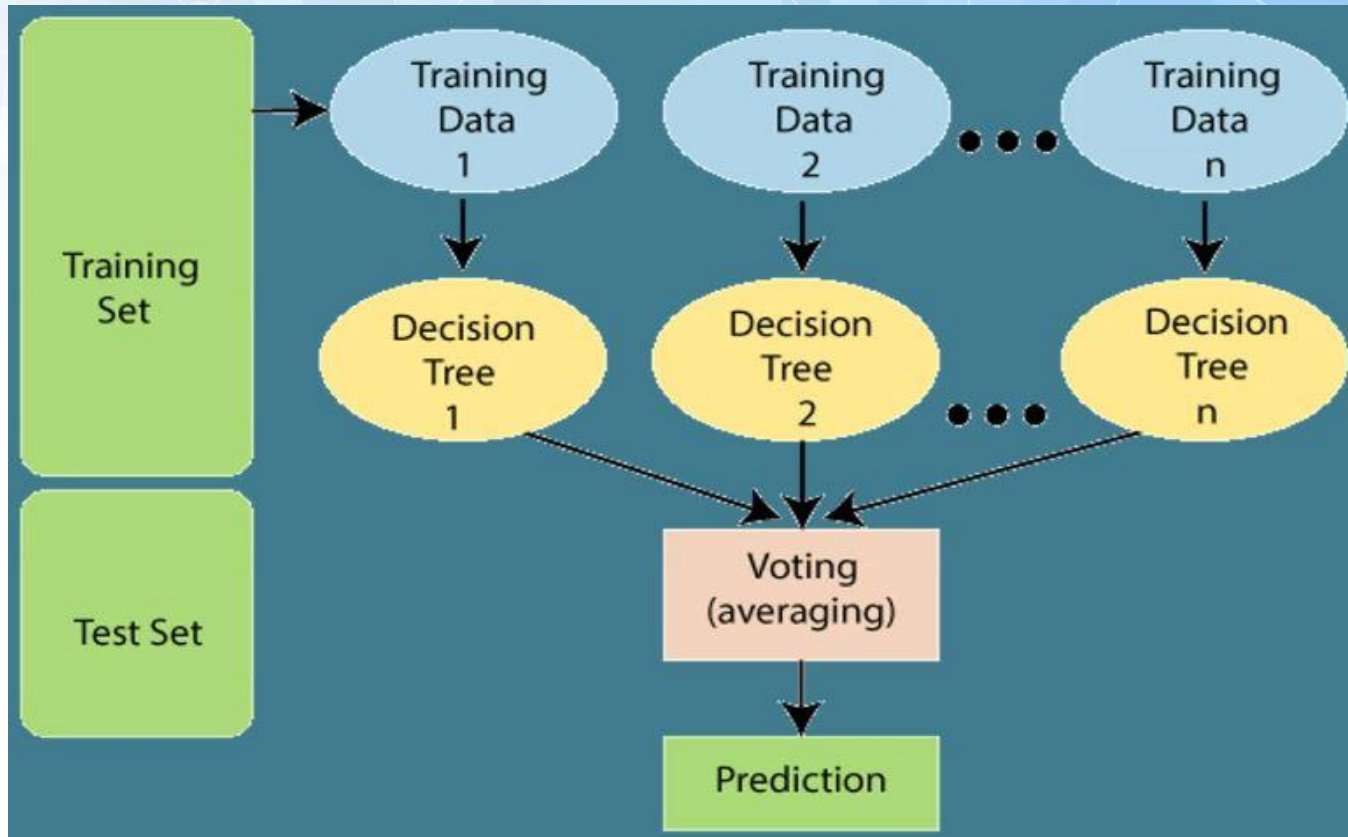 Training
Set
Test Set
Training
Data
1
Training
Data
2
Training
Data
n
Decision
Tree
1
Decision
Tree
2
Decision
Tree
n
Voting
(averaging)
Prediction